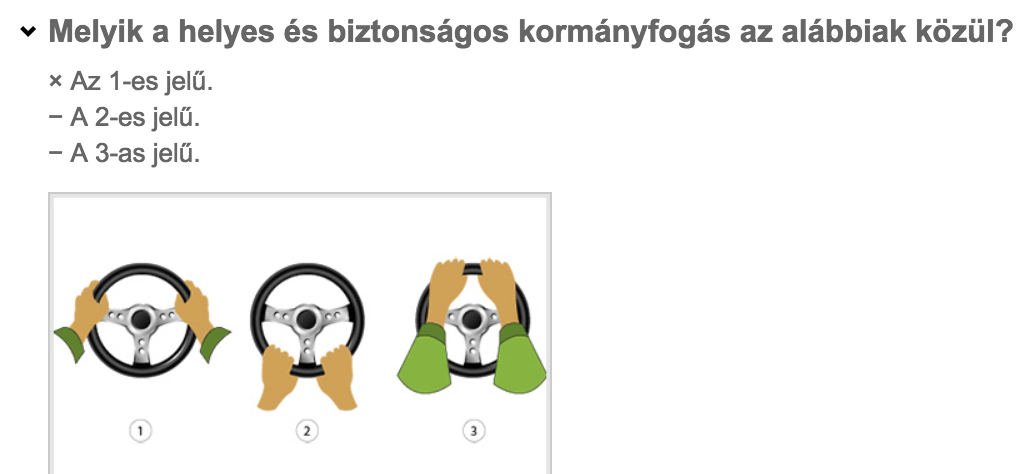 Melyik a helyes és biztonságos kormányfogás az alábbiak közül?
× Az 1-es jelű.
− A 2-es jelű.
− A 3-as jelű.
1 2 3